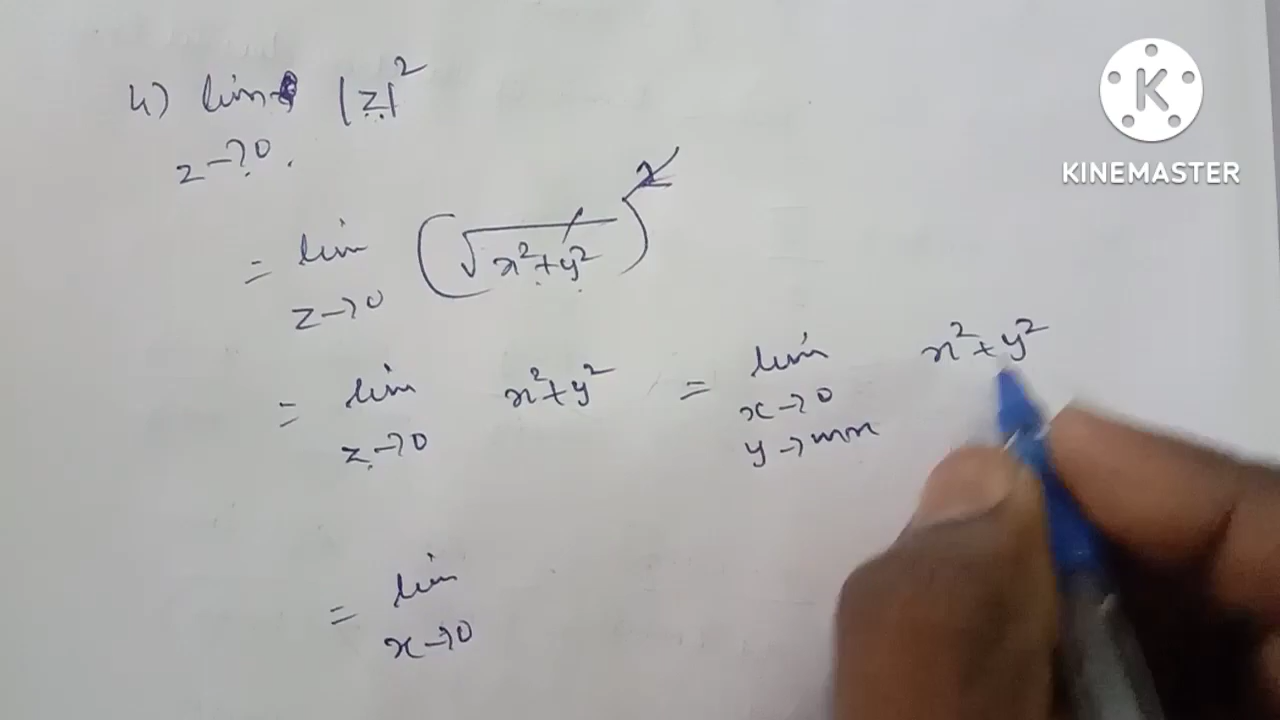 4) lim |z|²
z→0.
= lim (√x²+y²)²
z→0
= lim x²+y² = lim x²+y²
z→0 x→0
y→mx
= lim
x→0
K
KINEMASTER